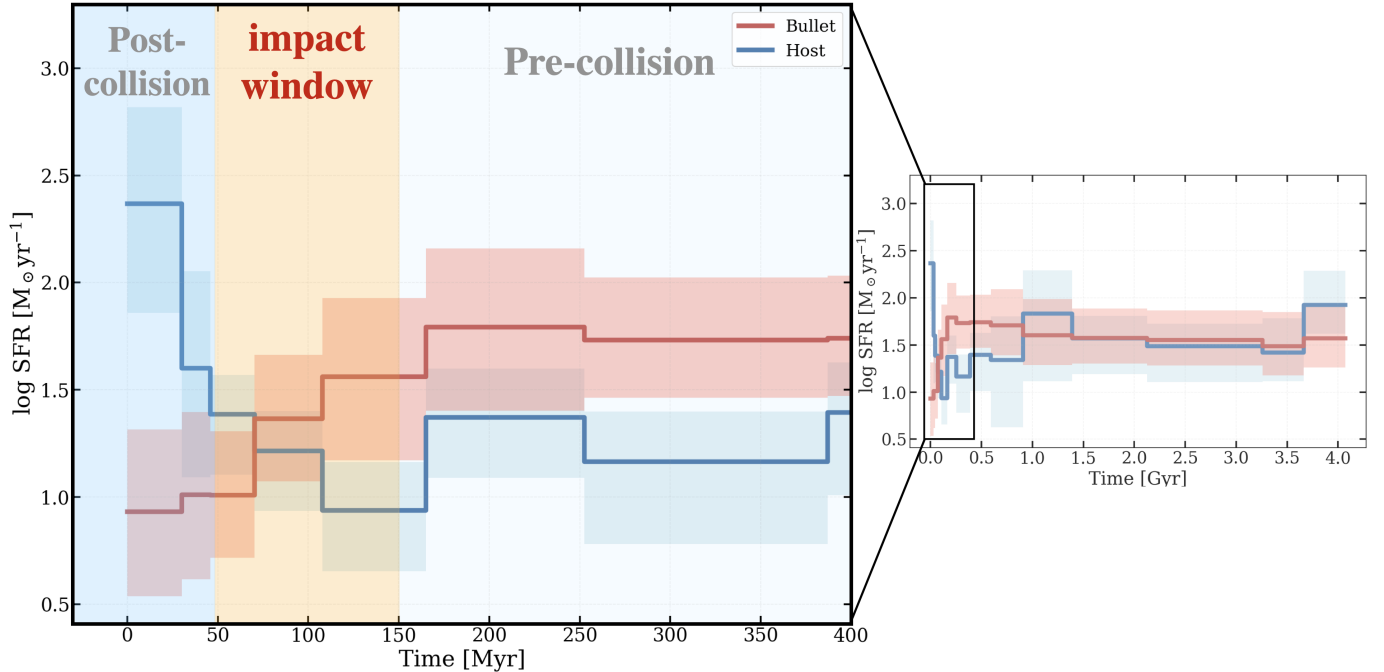 Post-
collision
impact
window
Pre-collision
Bullet
Host
log SFR [M⊙yr⁻¹]
3.0
2.5
2.0
1.5
1.0
0.5
0 50 100 150 200 250 300 350 400
Time [Myr]
log SFR [M⊙yr⁻¹]
3.0
2.5
2.0
1.5
1.0
0.5
0.0 0.5 1.0 1.5 2.0 2.5 3.0 3.5 4.0
Time [Gyr]